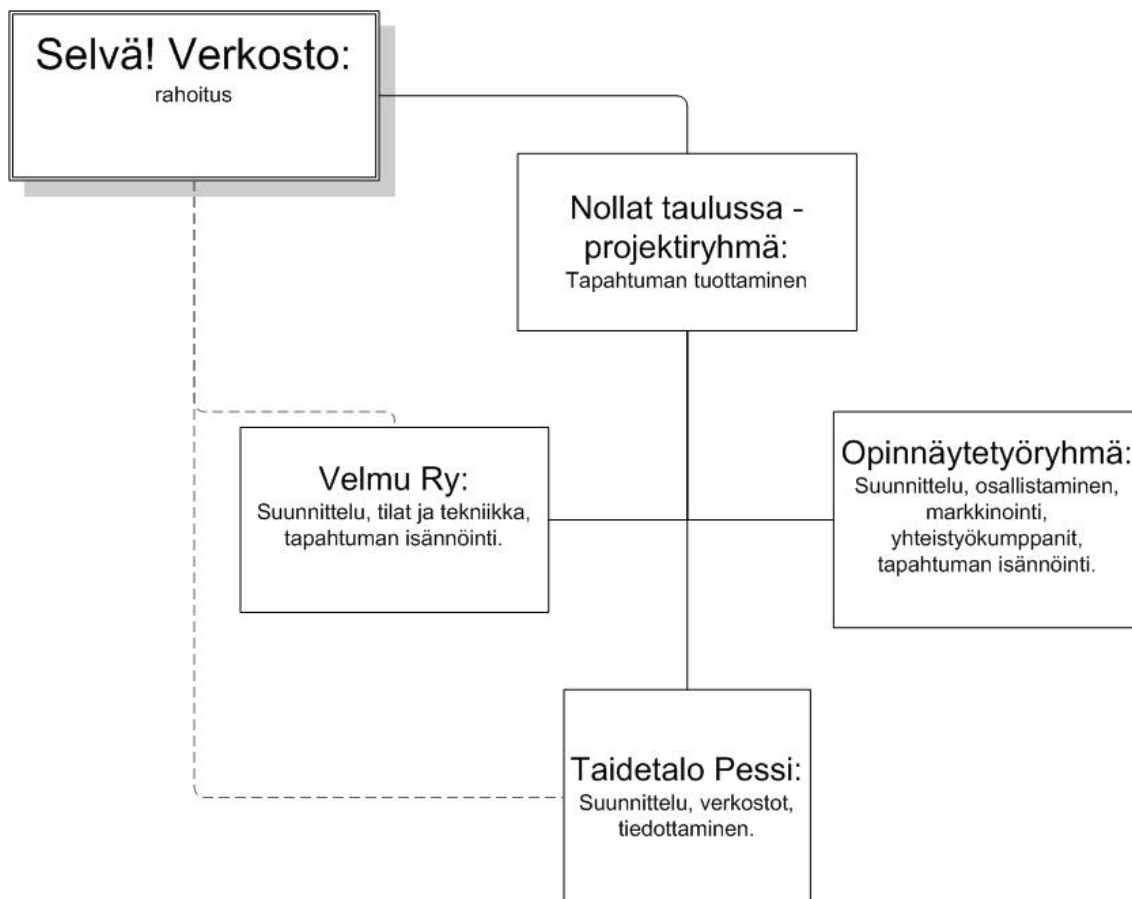 Selvä! Verkosto:
rahoitus
Nollat taulussa -
projektiryhmä:
Tapahtuman tuottaminen
Velmu Ry:
Suunnittelu, tilat ja tekniikka,
tapahtuman isännöinti.
Opinnäytetyöryhmä:
Suunnittelu, osallistaminen,
markkinointi,
yhteistyökumppanit,
tapahtuman isännöinti.
Taidetalo Pessi:
Suunnittelu, verkostot,
tiedottaminen.